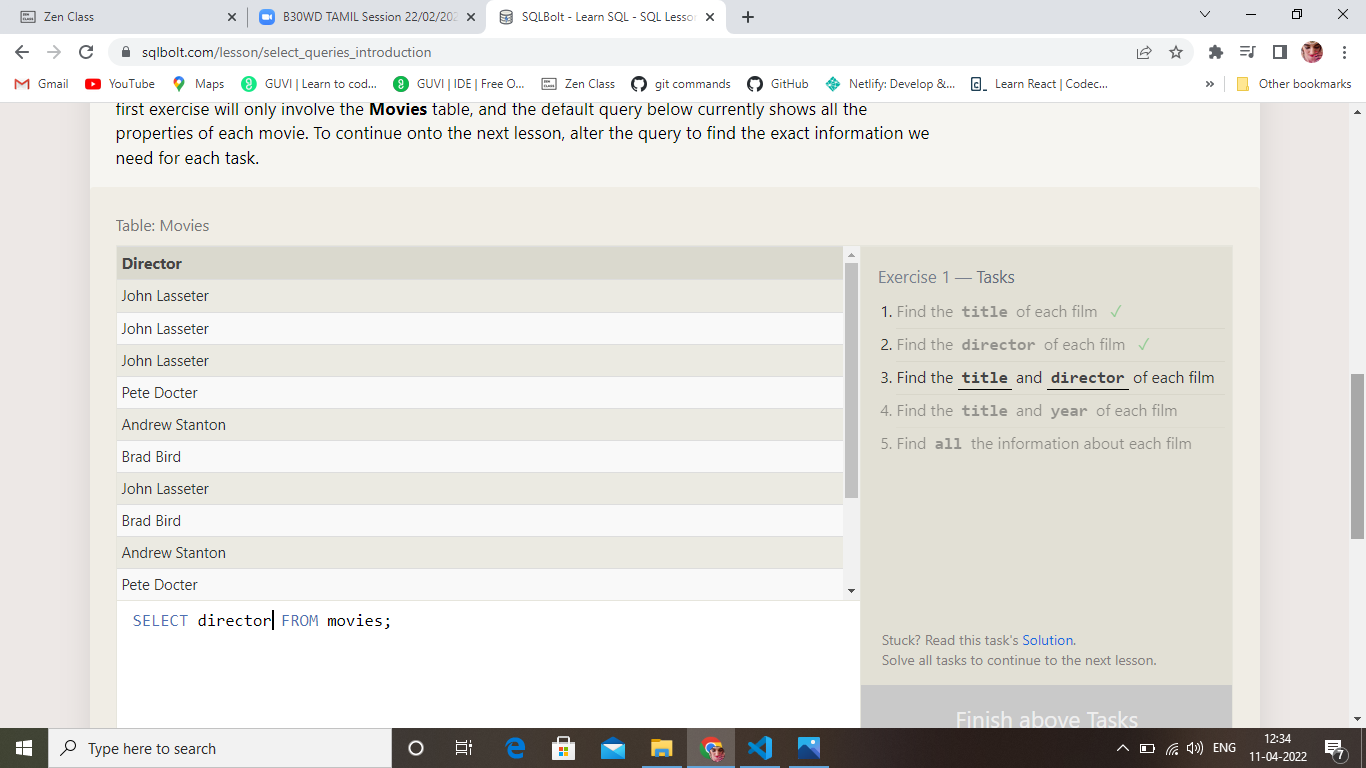 Zen Class
B30WD TAMIL Session 22/02/202
SQLBolt - Learn SQL - SQL Lesso
sqlbolt.com/lesson/select_queries_introduction
Gmail YouTube Maps GUVI | Learn to cod... GUVI | IDE | Free O... Zen Class git commands GitHub Netlify: Develop &... Learn React | Codec... » Other bookmarks
first exercise will only involve the Movies table, and the default query below currently shows all the
properties of each movie. To continue onto the next lesson, alter the query to find the exact information we
need for each task.
Table: Movies
Director
John Lasseter
John Lasseter
John Lasseter
Pete Docter
Andrew Stanton
Brad Bird
John Lasseter
Brad Bird
Andrew Stanton
Pete Docter
SELECT director FROM movies;
Exercise 1 — Tasks
1. Find the title of each film ✓
2. Find the director of each film ✓
3. Find the title and director of each film
4. Find the title and year of each film
5. Find all the information about each film
Stuck? Read this task's Solution.
Solve all tasks to continue to the next lesson.
Finish above Tasks
Type here to search
ENG
12:34
11-04-2022
7